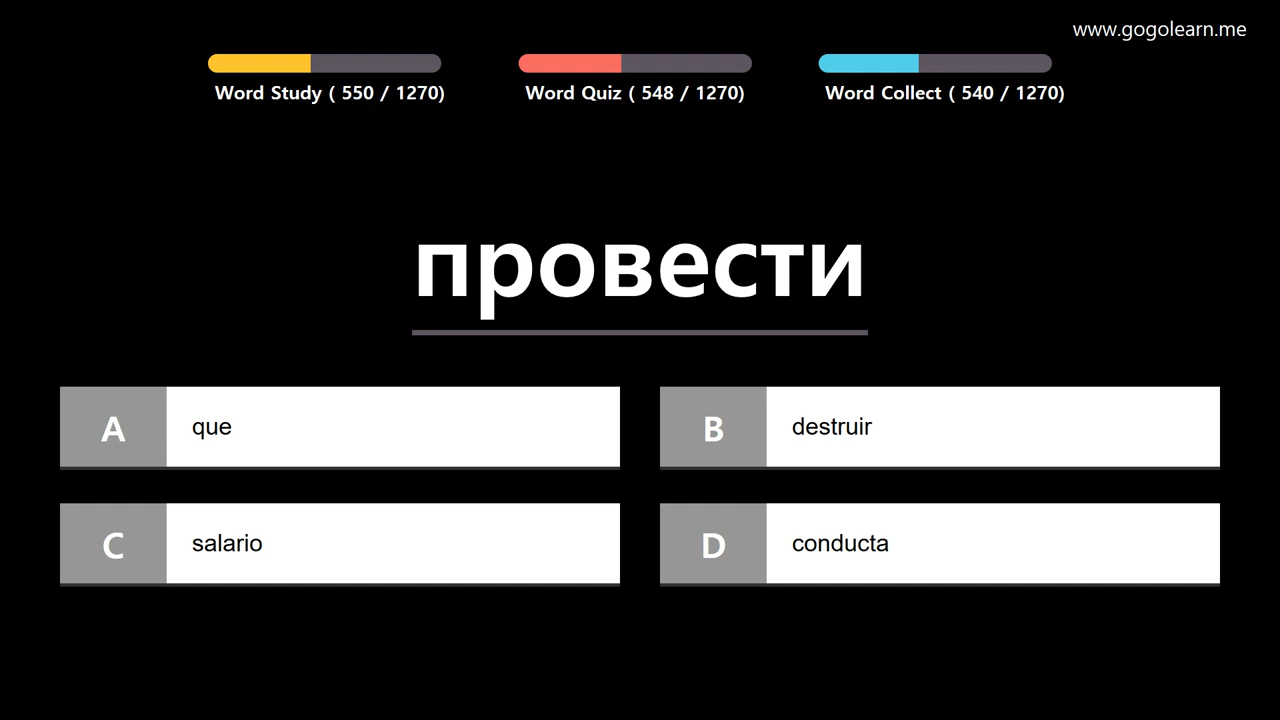 www.gogolearn.me
Word Study ( 550 / 1270)
Word Quiz ( 548 / 1270)
Word Collect ( 540 / 1270)
провести
A que
B destruir
C salario
D conducta